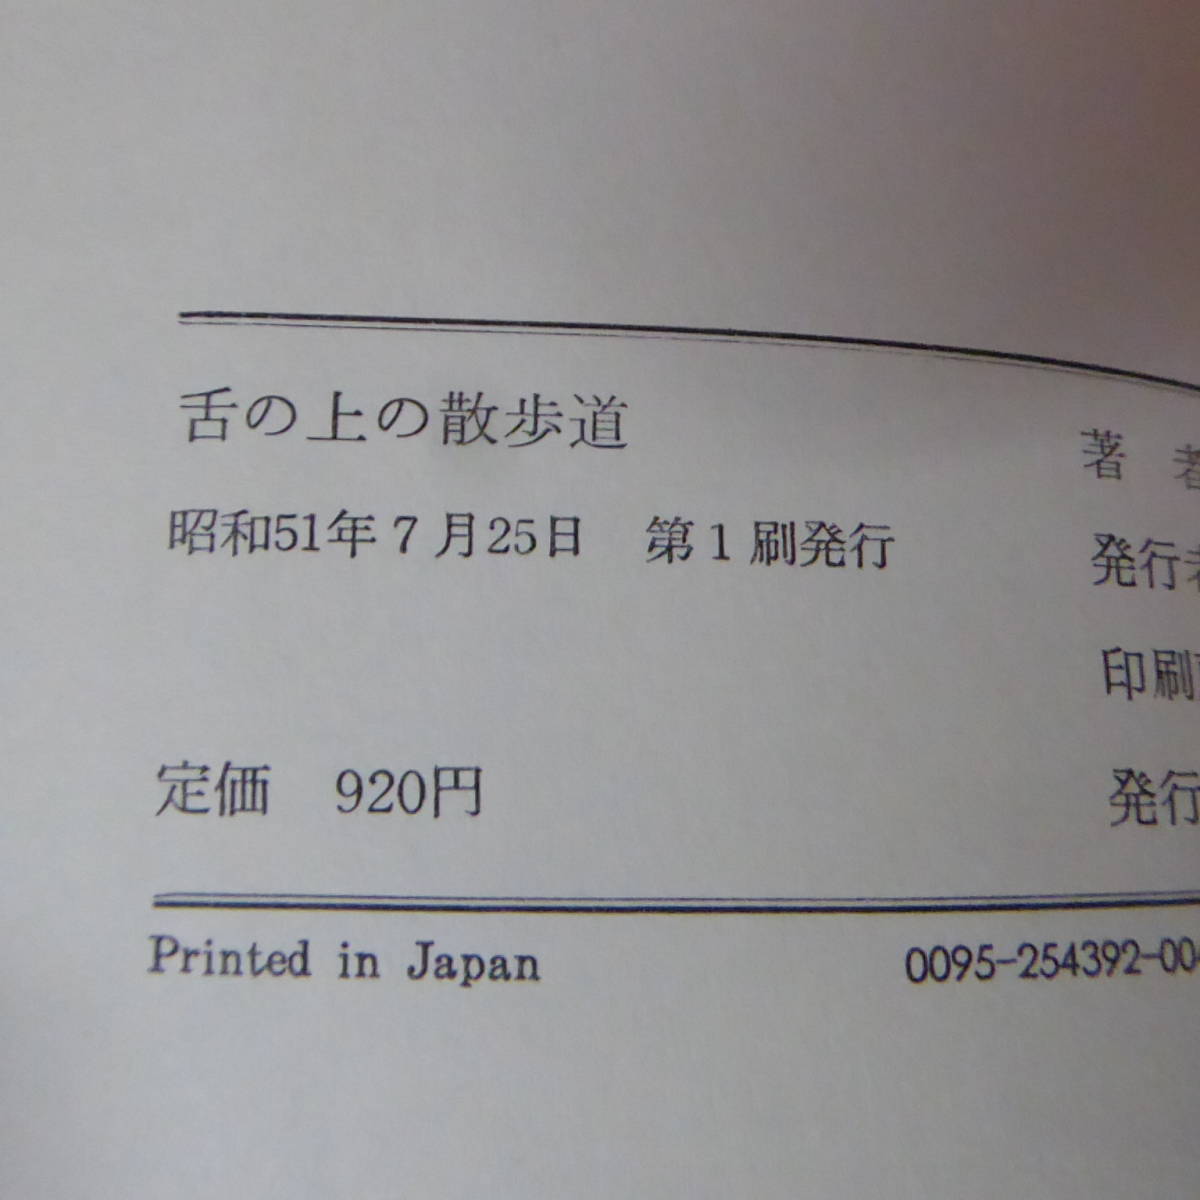 舌の上の散歩道
昭和51年7月25日　第1刷発行
定価　920円
著　者
発行者
印刷
発行
Printed in Japan
0095-254392-00